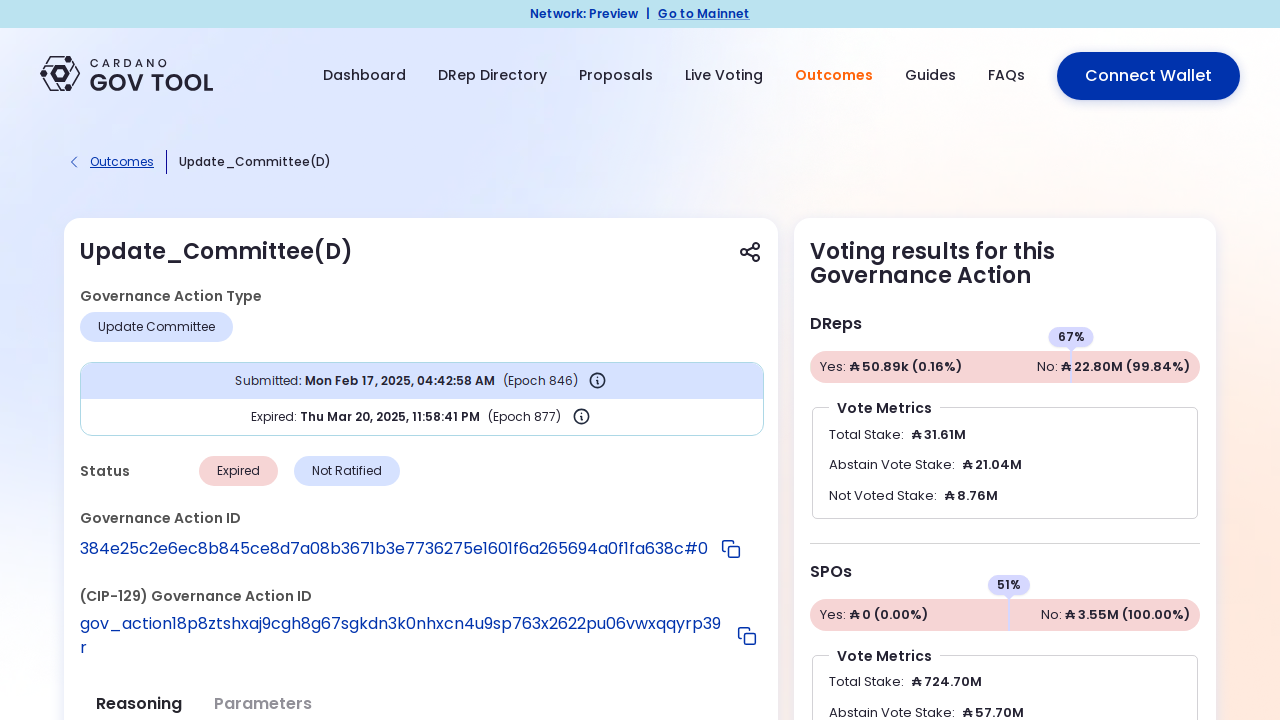 Network: Preview | Go to Mainnet
CARDANO
GOV TOOL
Dashboard DRep Directory Proposals Live Voting Outcomes Guides FAQs Connect Wallet
Outcomes Update_Committee(D)
Update_Committee(D)
Governance Action Type
Update Committee
Submitted: Mon Feb 17, 2025, 04:42:58 AM (Epoch 846)
Expired: Thu Mar 20, 2025, 11:58:41 PM (Epoch 877)
Status Expired Not Ratified
Governance Action ID
384e25c2e6ec8b845ce8d7a08b3671b3e7736275e1601f6a265694a0f1fa638c#0
(CIP-129) Governance Action ID
gov_action18p8ztshxaj9cgh8g67sgkdn3k0nhxcn4u9sp763x2622pu06vwxqqyrp39
r
Reasoning Parameters
Voting results for this
Governance Action
DReps
67%
Yes: ₳ 50.89k (0.16%) No: ₳ 22.80M (99.84%)
Vote Metrics
Total Stake: ₳ 31.61M
Abstain Vote Stake: ₳ 21.04M
Not Voted Stake: ₳ 8.76M
SPOs
51%
Yes: ₳ 0 (0.00%) No: ₳ 3.55M (100.00%)
Vote Metrics
Total Stake: ₳ 724.70M
Abstain Vote Stake: ₳ 57.70M